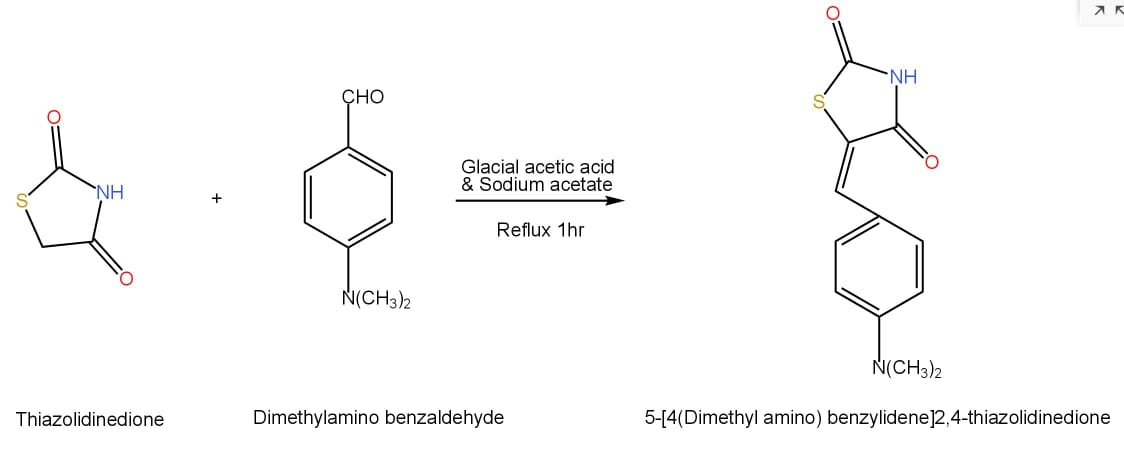 O
S
NH
O
+
CHO
N(CH3)2
Glacial acetic acid
& Sodium acetate
Reflux 1hr
O
NH
S
O
N(CH3)2
Thiazolidinedione
Dimethylamino benzaldehyde
5-[4(Dimethyl amino) benzylidene]2,4-thiazolidinedione